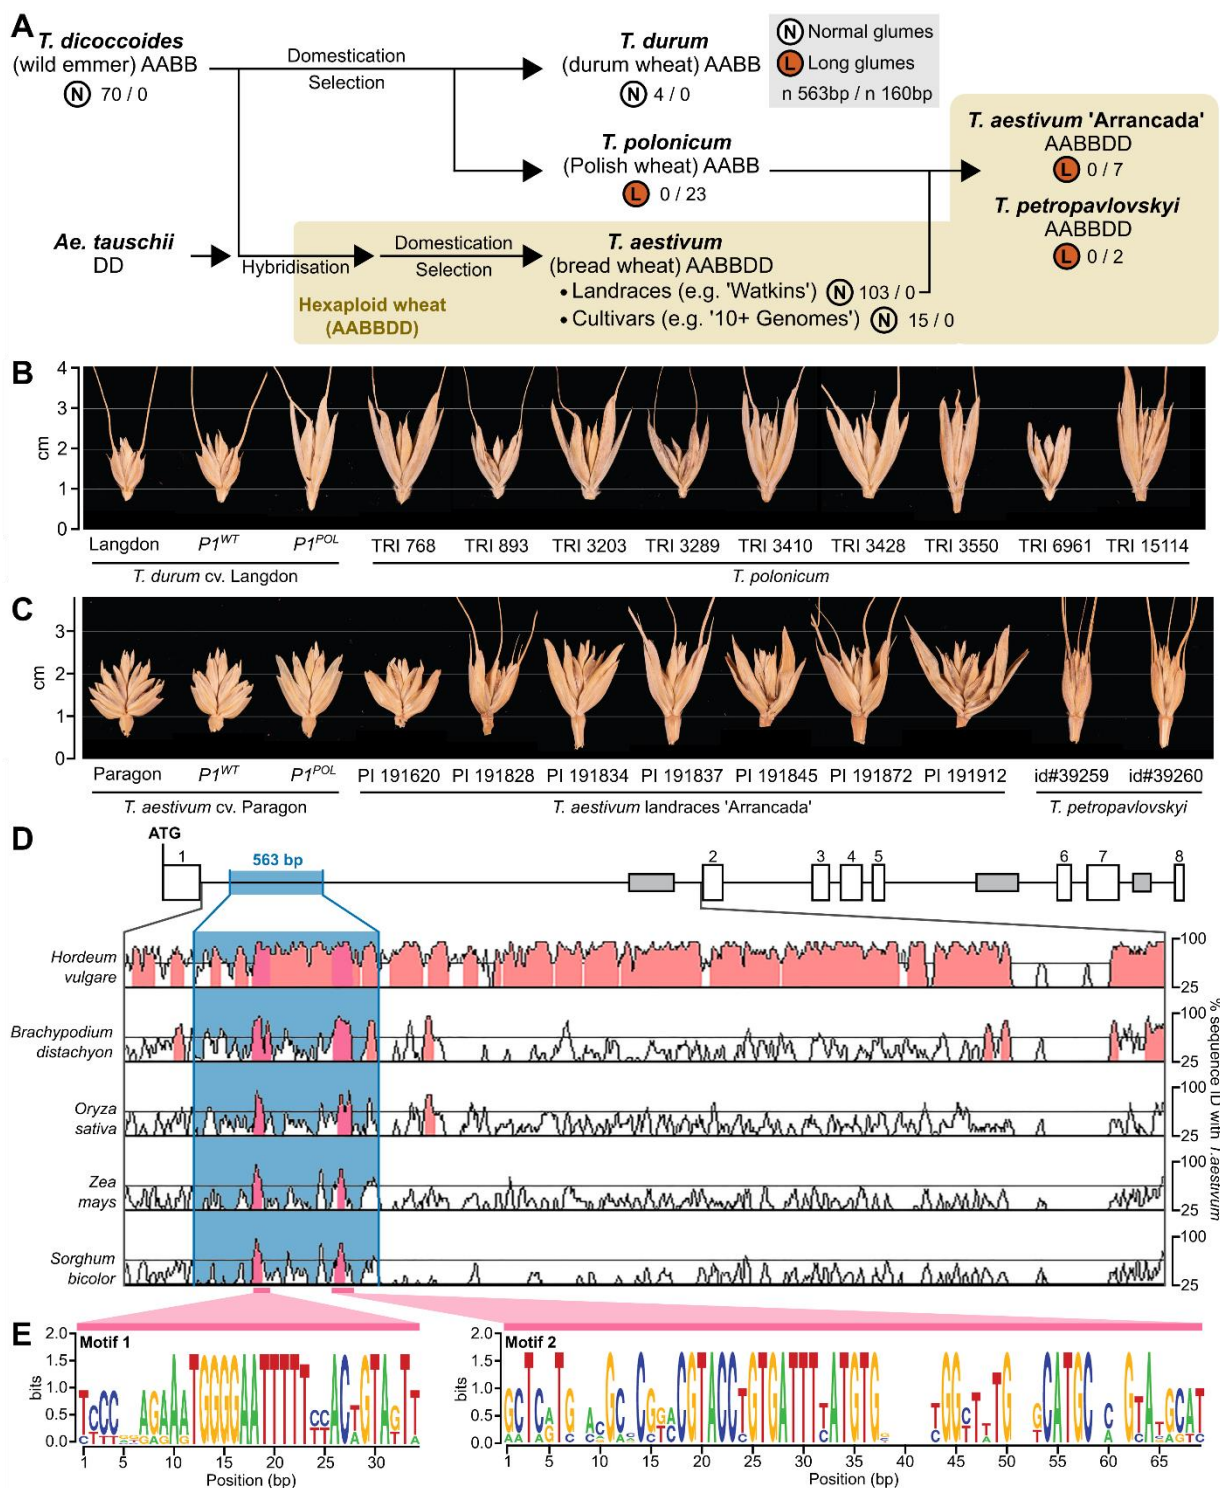 A
T. dicoccoides
(wild emmer) AABB
N 70 / 0
Domestication
Selection
T. durum
(durum wheat) AABB
N 4 / 0
N Normal glumes
L Long glumes
n 563bp / n 160bp
T. polonicum
(Polish wheat) AABB
L 0 / 23
T. aestivum 'Arrancada'
AABBDD
L 0 / 7
T. petropavlovskyi
AABBDD
L 0 / 2
Ae. tauschii
DD
Hybridisation
Domestication
Selection
T. aestivum
(bread wheat) AABBDD
• Landraces (e.g. 'Watkins') N 103 / 0
• Cultivars (e.g. '10+ Genomes') N 15 / 0
Hexaploid wheat
(AABBDD)
B
4
3
2
1
0
cm
Langdon P1WT P1POL TRI 768 TRI 893 TRI 3203 TRI 3289 TRI 3410 TRI 3428 TRI 3550 TRI 6961 TRI 15114
T. durum cv. Langdon T. polonicum
C
3
2
1
0
cm
Paragon P1WT P1POL PI 191620 PI 191828 PI 191834 PI 191837 PI 191845 PI 191872 PI 191912 id#39259 id#39260
T. aestivum cv. Paragon T. aestivum landraces 'Arrancada' T. petropavlovskyi
D
ATG
1 563 bp 2 3 4 5 6 7 8
Hordeum
vulgare
100
25
Brachypodium
distachyon
100
25
Oryza
sativa
100
25
Zea
mays
100
25
Sorghum
bicolor
100
25
% sequence ID with T.aestivum
E
Motif 1
2.0
1.5
1.0
0.5
0.0
bits
1 5 10 15 20 25 30
Position (bp)
Motif 2
2.0
1.5
1.0
0.5
0.0
bits
1 5 10 15 20 25 30 35 40 45 50 55 60 65
Position (bp)